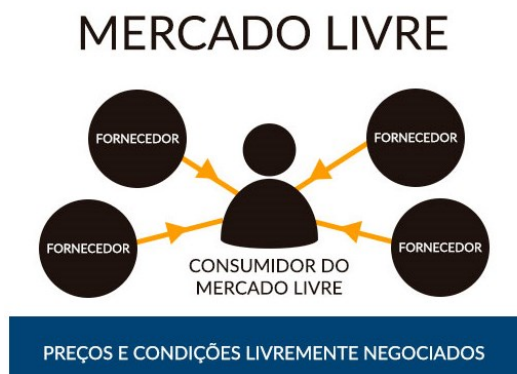 MERCADO LIVRE
FORNECEDOR
FORNECEDOR
FORNECEDOR
FORNECEDOR
CONSUMIDOR DO
MERCADO LIVRE
PREÇOS E CONDIÇÕES LIVREMENTE NEGOCIADOS